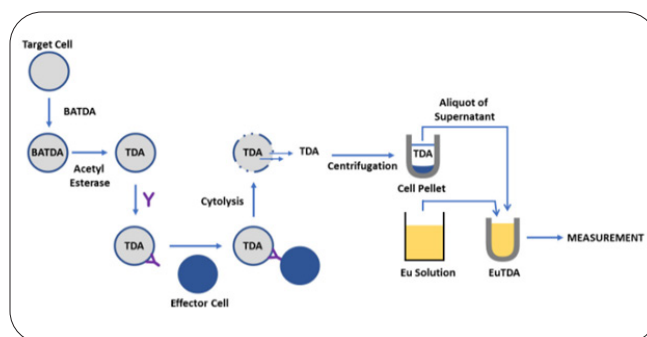 Target Cell
BATDA
BATDA
Acetyl
Esterase
TDA
TDA
Effector Cell
TDA
Cytolysis
TDA
TDA
Centrifugation
Aliquot of
Supernatant
TDA
Cell Pellet
Eu Solution
EuTDA
MEASUREMENT